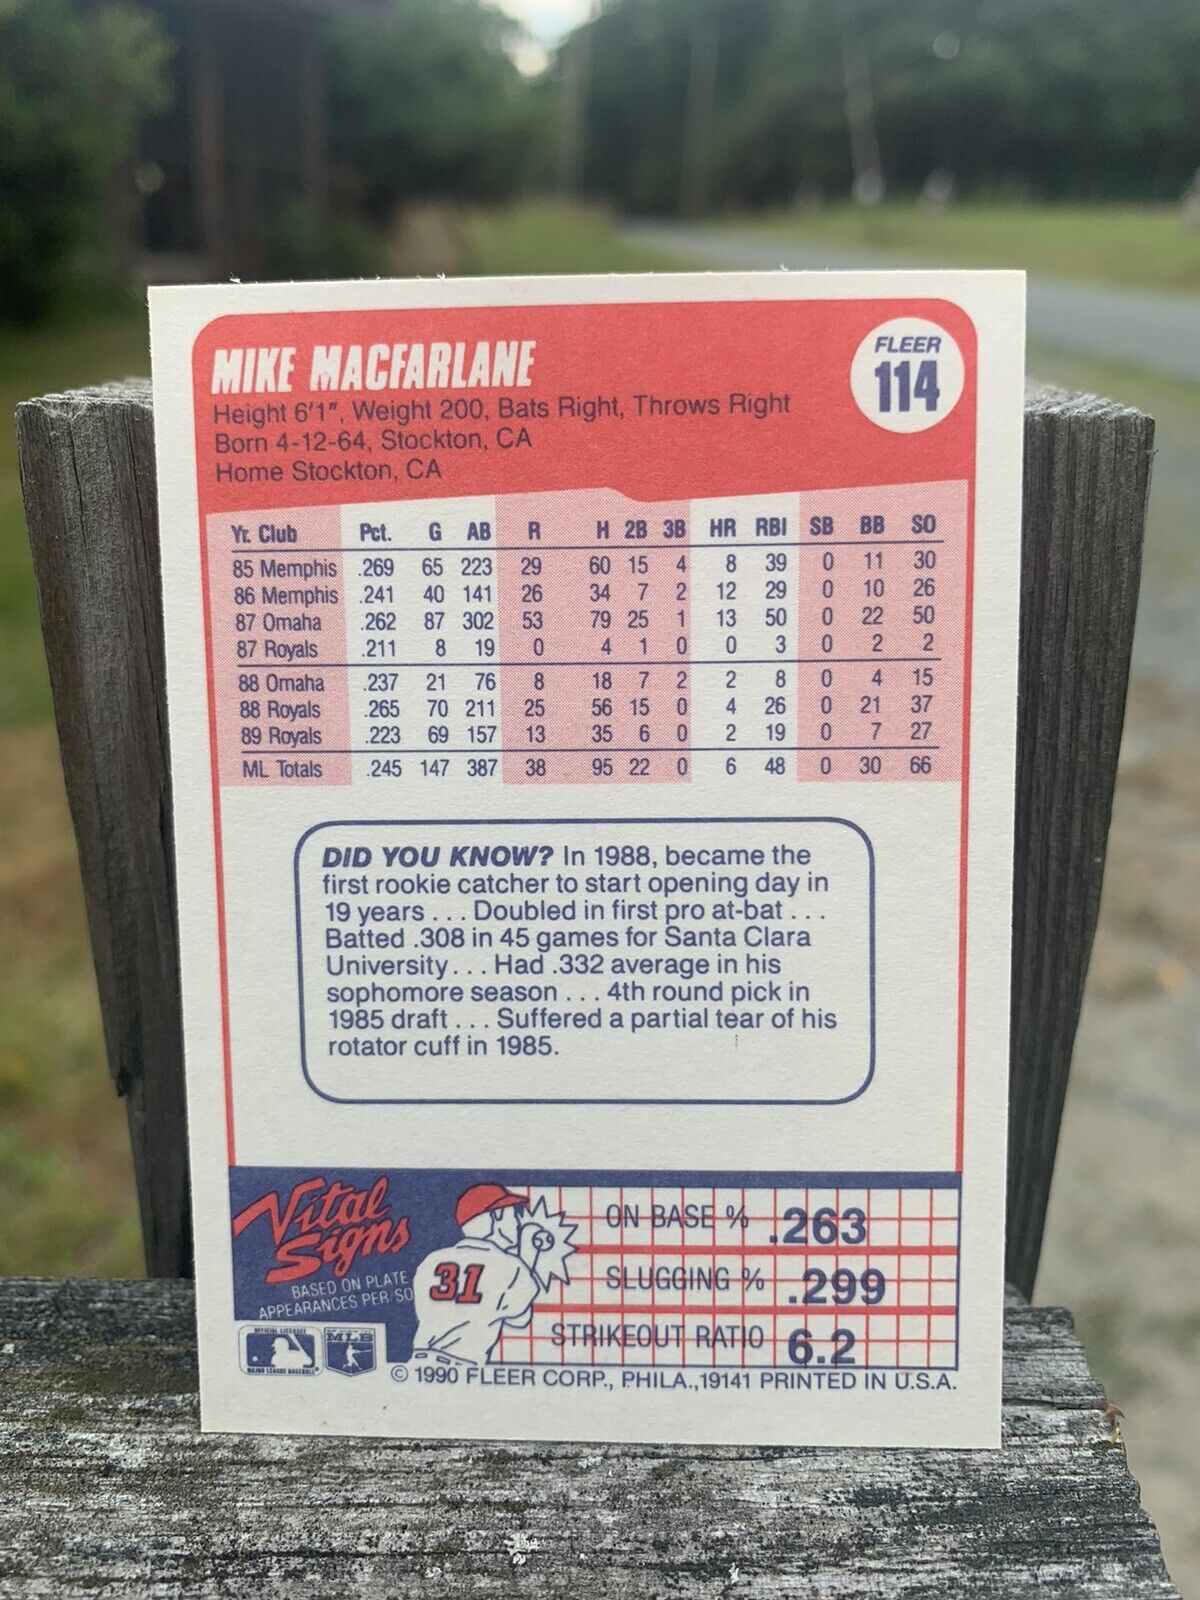 MIKE MACFARLANE
FLEER
114
Height 6'1", Weight 200, Bats Right, Throws Right
Born 4-12-64, Stockton, CA
Home Stockton, CA
Yr. Club Pct. G AB R H 2B 3B HR RBI SB BB SO
85 Memphis .269 65 223 29 60 15 4 8 39 0 11 30
86 Memphis .241 40 141 26 34 7 2 12 29 0 10 26
87 Omaha .262 87 302 53 79 25 1 13 50 0 22 50
87 Royals .211 8 19 0 4 1 0 0 3 0 2 2
88 Omaha .237 21 76 8 18 7 2 2 8 0 4 15
88 Royals .265 70 211 25 56 15 0 4 26 0 21 37
89 Royals .223 69 157 13 35 6 0 2 19 0 7 27
ML Totals .245 147 387 38 95 22 0 6 48 0 30 66
DID YOU KNOW? In 1988, became the
first rookie catcher to start opening day in
19 years . . . Doubled in first pro at-bat . . .
Batted .308 in 45 games for Santa Clara
University . . . Had .332 average in his
sophomore season . . . 4th round pick in
1985 draft . . . Suffered a partial tear of his
rotator cuff in 1985.
Vital
Signs
BASED ON PLATE
APPEARANCES PER SO
31
ON BASE % .263
SLUGGING % .299
STRIKEOUT RATIO 6.2
OFFICIAL LICENSEE
MAJOR LEAGUE BASEBALL
MLB
© 1990 FLEER CORP., PHILA., 19141 PRINTED IN U.S.A.